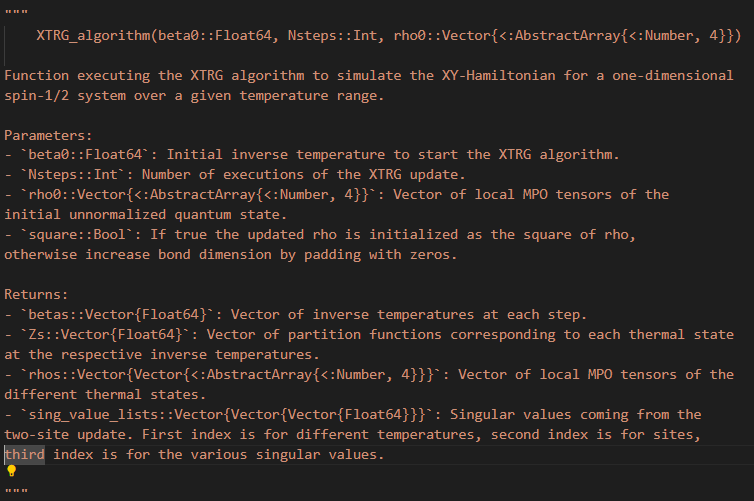 """
XTRG_algorithm(beta0::Float64, Nsteps::Int, rho0::Vector{<:AbstractArray{<:Number, 4}})
Function executing the XTRG algorithm to simulate the XY-Hamiltonian for a one-dimensional
spin-1/2 system over a given temperature range.
Parameters:
- `beta0::Float64`: Initial inverse temperature to start the XTRG algorithm.
- `Nsteps::Int`: Number of executions of the XTRG update.
- `rho0::Vector{<:AbstractArray{<:Number, 4}}`: Vector of local MPO tensors of the
initial unnormalized quantum state.
- `square::Bool`: If true the updated rho is initialized as the square of rho,
otherwise increase bond dimension by padding with zeros.
Returns:
- `betas::Vector{Float64}`: Vector of inverse temperatures at each step.
- `Zs::Vector{Float64}`: Vector of partition functions corresponding to each thermal state
at the respective inverse temperatures.
- `rhos::Vector{Vector{<:AbstractArray{<:Number, 4}}}`: Vector of local MPO tensors of the
different thermal states.
- `sing_value_lists::Vector{Vector{Vector{Float64}}}`: Singular values coming from the
two-site update. First index is for different temperatures, second index is for sites,
third index is for the various singular values.
"""